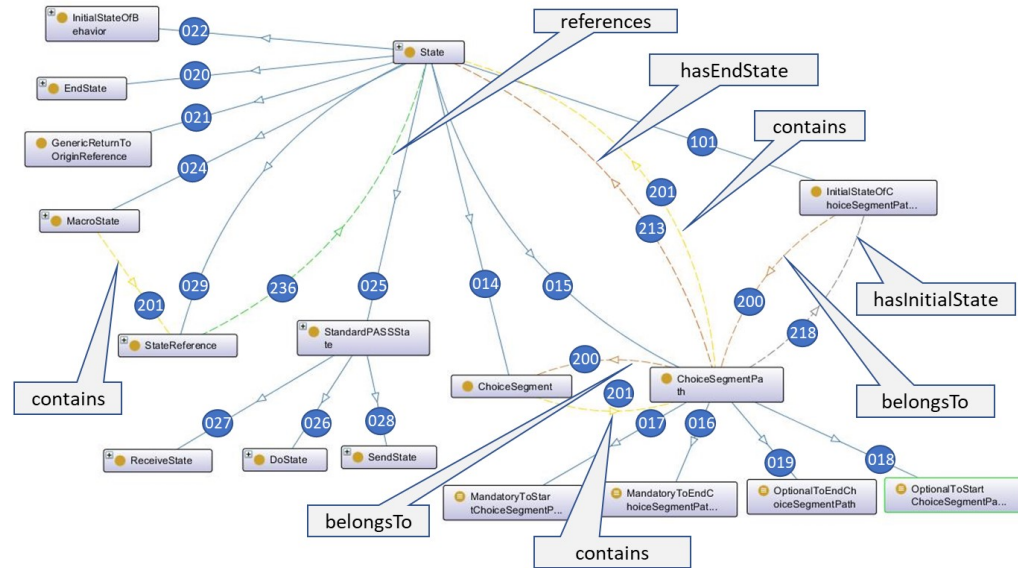 references
InitialStateOfB
ehavior
022
State
hasEndState
EndState
020
021
GenericReturnTo
OriginReference
contains
024
101
201
InitialStateOfC
hoiceSegmentPat...
MacroState
213
201
029
236
025
014
015
200
hasInitialState
218
StandardPASSSta
te
StateReference
200
ChoiceSegment
ChoiceSegmentPa
th
contains
201
belongsTo
027
026
028
017
016
019
018
ReceiveState
DoState
SendState
MandatoryToStar
tChoiceSegmentP...
MandatoryToEndC
hoiceSegmentPat...
OptionalToEndCho
iceSegmentPath
OptionalToStart
ChoiceSegmentPa...
belongsTo
contains